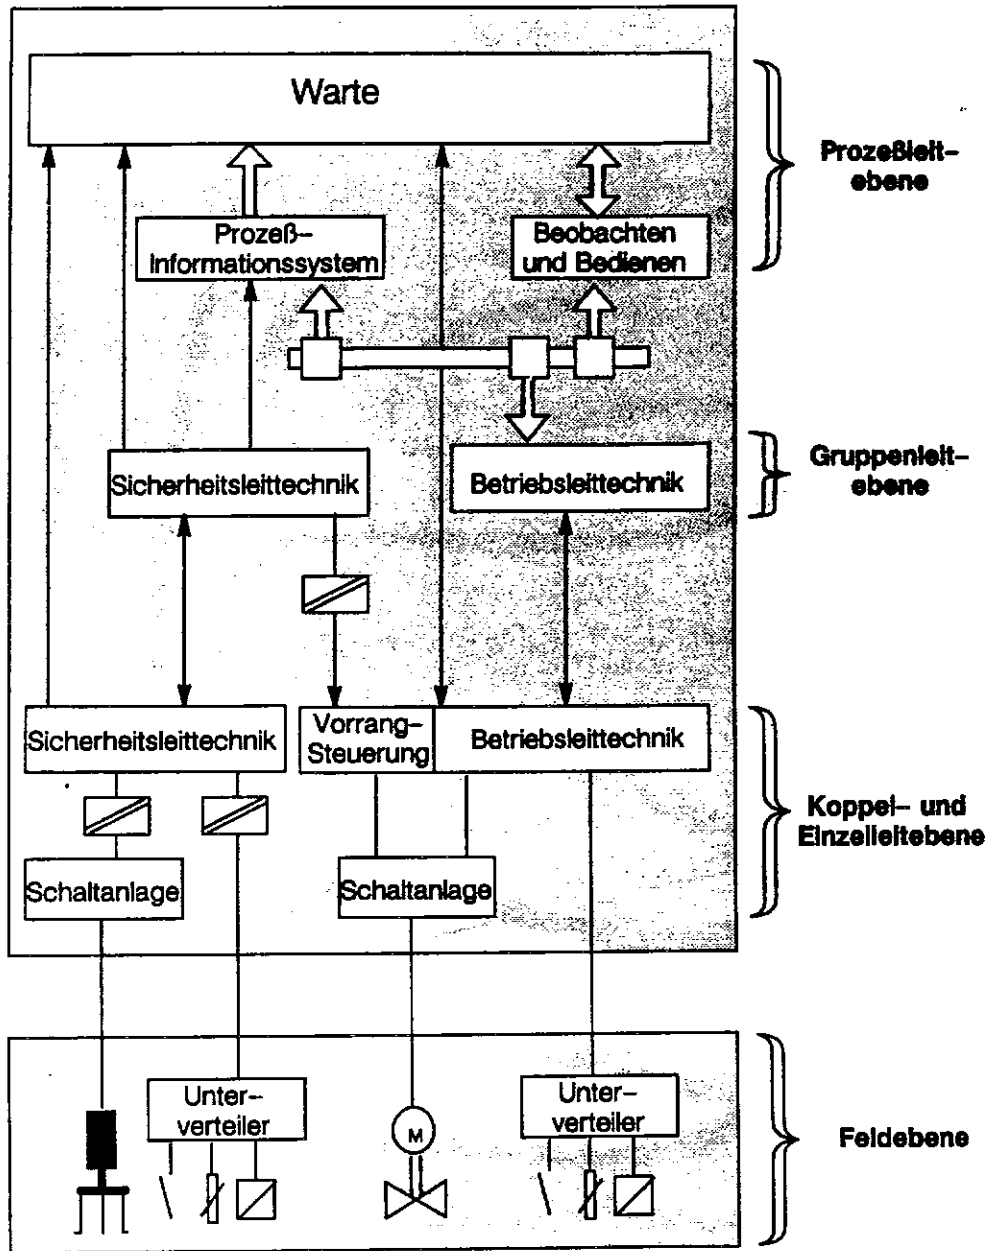 Warte
Prozeßleit–
ebene
Prozeß–
Informationssystem
Beobachten
und Bedienen
Sicherheitsleittechnik
Betriebsleittechnik
Gruppenleit–
ebene
Sicherheitsleittechnik
Vorrang–
Steuerung
Betriebsleittechnik
Koppel– und
Einzelleitebene
Schaltanlage
Schaltanlage
Unter–
verteiler
M
Unter–
verteiler
Feldebene